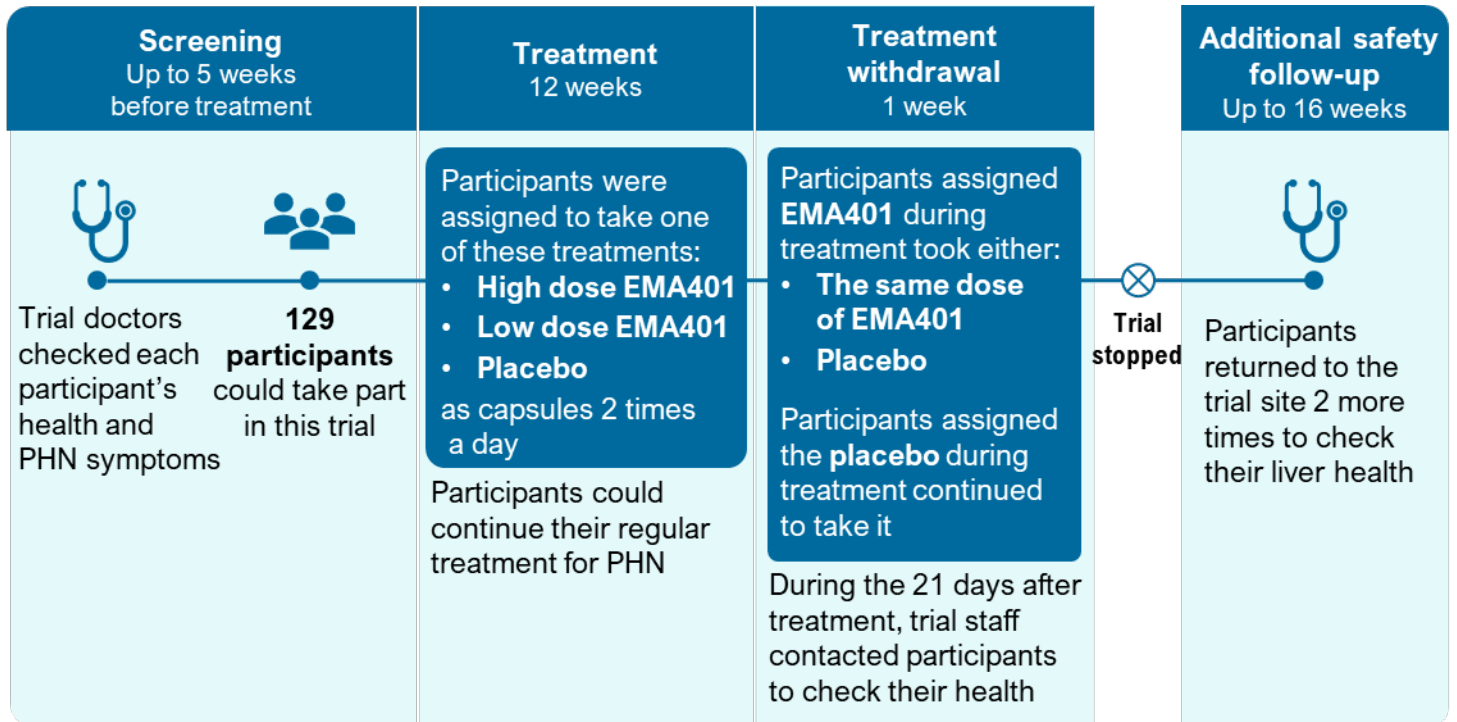 Screening
Up to 5 weeks
before treatment
Trial doctors
checked each
participant's
health and
PHN symptoms
129
participants
could take part
in this trial
Treatment
12 weeks
Participants were
assigned to take one
of these treatments:
• High dose EMA401
• Low dose EMA401
• Placebo
as capsules 2 times
a day
Participants could
continue their regular
treatment for PHN
Treatment
withdrawal
1 week
Participants assigned
EMA401 during
treatment took either:
• The same dose
of EMA401
• Placebo
Participants assigned
the placebo during
treatment continued
to take it
During the 21 days after
treatment, trial staff
contacted participants
to check their health
Trial
stopped
Additional safety
follow-up
Up to 16 weeks
Participants
returned to the
trial site 2 more
times to check
their liver health